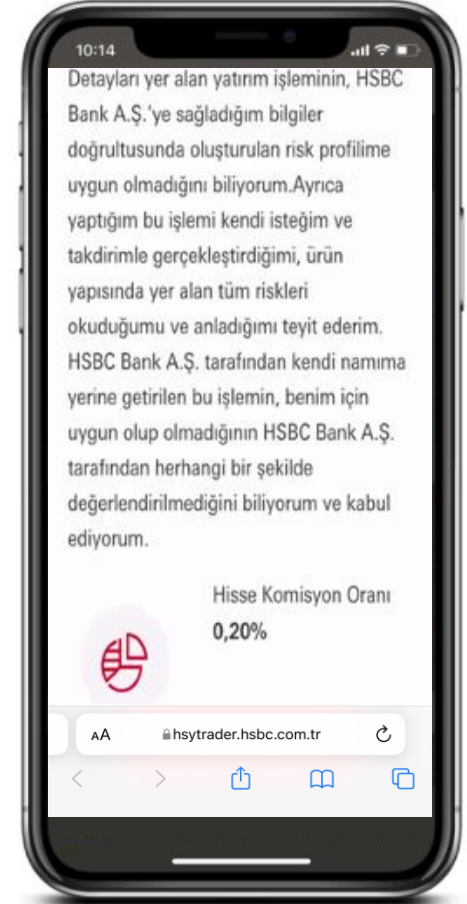 10:14
Detayları yer alan yatırım işleminin, HSBC
Bank A.Ş.'ye sağladığım bilgiler
doğrultusunda oluşturulan risk profilime
uygun olmadığını biliyorum.Ayrıca
yaptığım bu işlemi kendi isteğim ve
takdirimle gerçekleştirdiğimi, ürün
yapısında yer alan tüm riskleri
okuduğumu ve anladığımı teyit ederim.
HSBC Bank A.Ş. tarafından kendi namıma
yerine getirilen bu işlemin, benim için
uygun olup olmadığının HSBC Bank A.Ş.
tarafından herhangi bir şekilde
değerlendirilmediğini biliyorum ve kabul
ediyorum.
Hisse Komisyon Oranı
0,20%
AA hsytrader.hsbc.com.tr